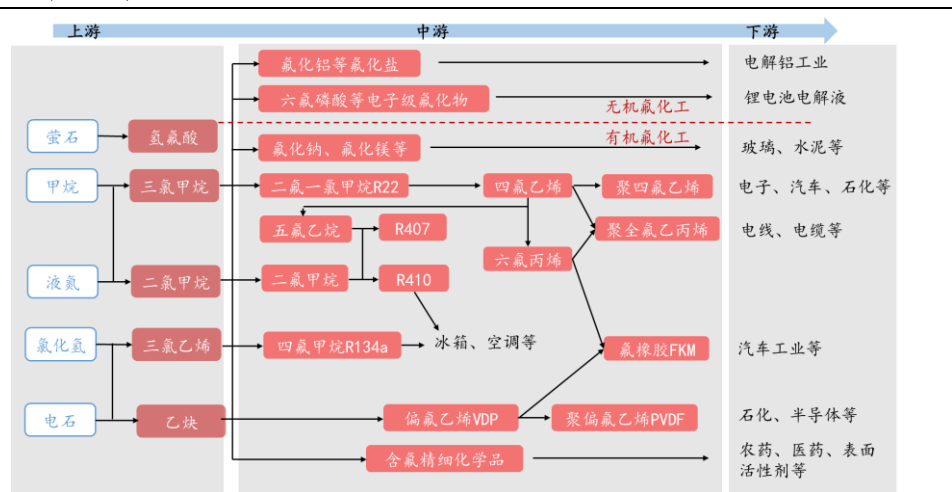 上游
中游
下游
氟化铝等氟化盐
电解铝工业
六氟磷酸等电子级氟化物
无机氟化工
锂电池电解液
萤石
氢氟酸
有机氟化工
氟化钠、氟化镁等
玻璃、水泥等
甲烷
三氯甲烷
二氟一氯甲烷R22
四氟乙烯
聚四氟乙烯
电子、汽车、石化等
五氟乙烷
R407
聚全氟乙丙烯
电线、电缆等
六氟丙烯
液氮
二氯甲烷
二氟甲烷
R410
氯化氢
三氯乙烯
四氟甲烷R134a
冰箱、空调等
氟橡胶FKM
汽车工业等
电石
乙炔
偏氟乙烯VDP
聚偏氟乙烯PVDF
石化、半导体等
含氟精细化学品
农药、医药、表面
活性剂等